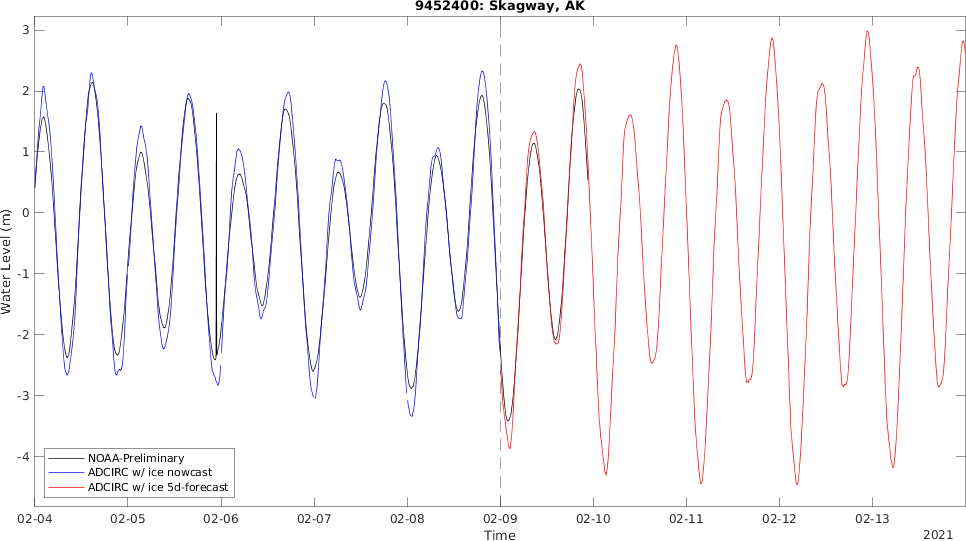 9452400: Skagway, AK
3
2
1
0
-1
-2
-3
-4
Water Level (m)
NOAA-Preliminary
ADCIRC w/ ice nowcast
ADCIRC w/ ice 5d-forecast
02-04 02-05 02-06 02-07 02-08 02-09 02-10 02-11 02-12 02-13
Time
2021